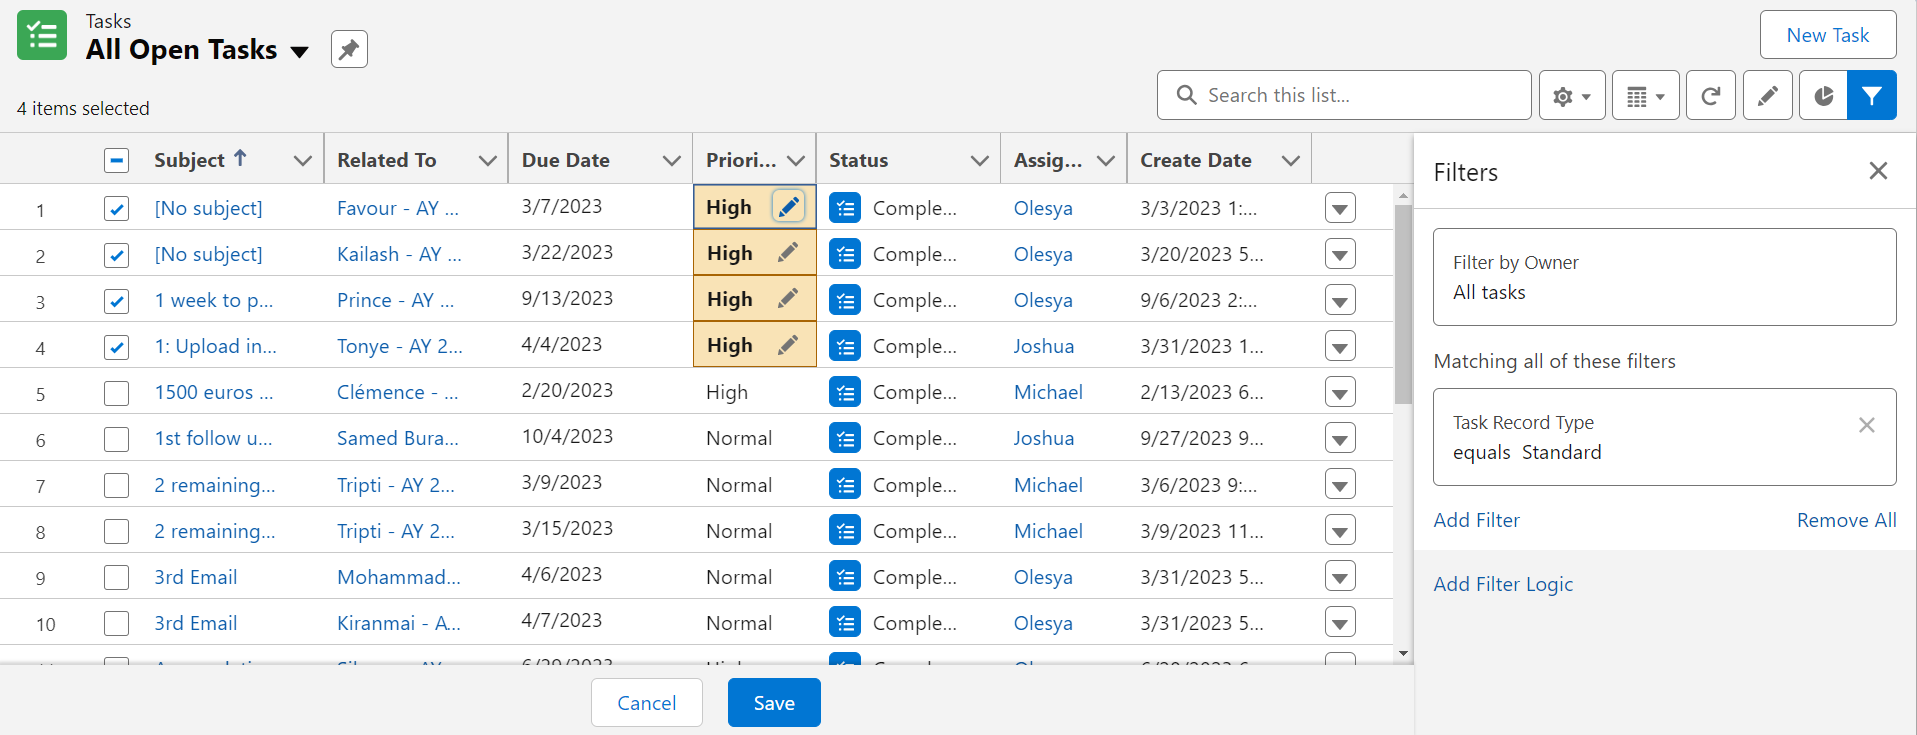 Tasks
All Open Tasks
New Task
4 items selected
Search this list...
Subject Related To Due Date Priori... Status Assig... Create Date
1 [No subject] Favour - AY ... 3/7/2023 High Comple... Olesya 3/3/2023 1:...
2 [No subject] Kailash - AY ... 3/22/2023 High Comple... Olesya 3/20/2023 5...
3 1 week to p... Prince - AY ... 9/13/2023 High Comple... Olesya 9/6/2023 2:...
4 1: Upload in... Tonye - AY 2... 4/4/2023 High Comple... Joshua 3/31/2023 1...
5 1500 euros ... Clémence - ... 2/20/2023 High Comple... Michael 2/13/2023 6...
6 1st follow u... Samed Bura... 10/4/2023 Normal Comple... Joshua 9/27/2023 9...
7 2 remaining... Tripti - AY 2... 3/9/2023 Normal Comple... Michael 3/6/2023 9:...
8 2 remaining... Tripti - AY 2... 3/15/2023 Normal Comple... Michael 3/9/2023 11...
9 3rd Email Mohammad... 4/6/2023 Normal Comple... Olesya 3/31/2023 5...
10 3rd Email Kiranmai - A... 4/7/2023 Normal Comple... Olesya 3/31/2023 5...
Cancel
Save
Filters
Filter by Owner
All tasks
Matching all of these filters
Task Record Type
equals Standard
Add Filter
Remove All
Add Filter Logic